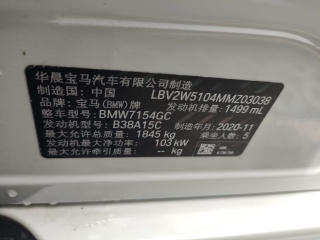 华晨宝马汽车有限公司制造
制造国：中国 LBV2W5104MMZ03038
品牌：宝马(BMW)牌 发动机排量：1499 mL
整车型号：BMW7154GC
发动机型号：B38A15C 制造年月：2020-11
最大允许总质量：1845 kg 乘坐人数：5
发动机最大净功率：103 kW
最大允许牵引质量：-- kg